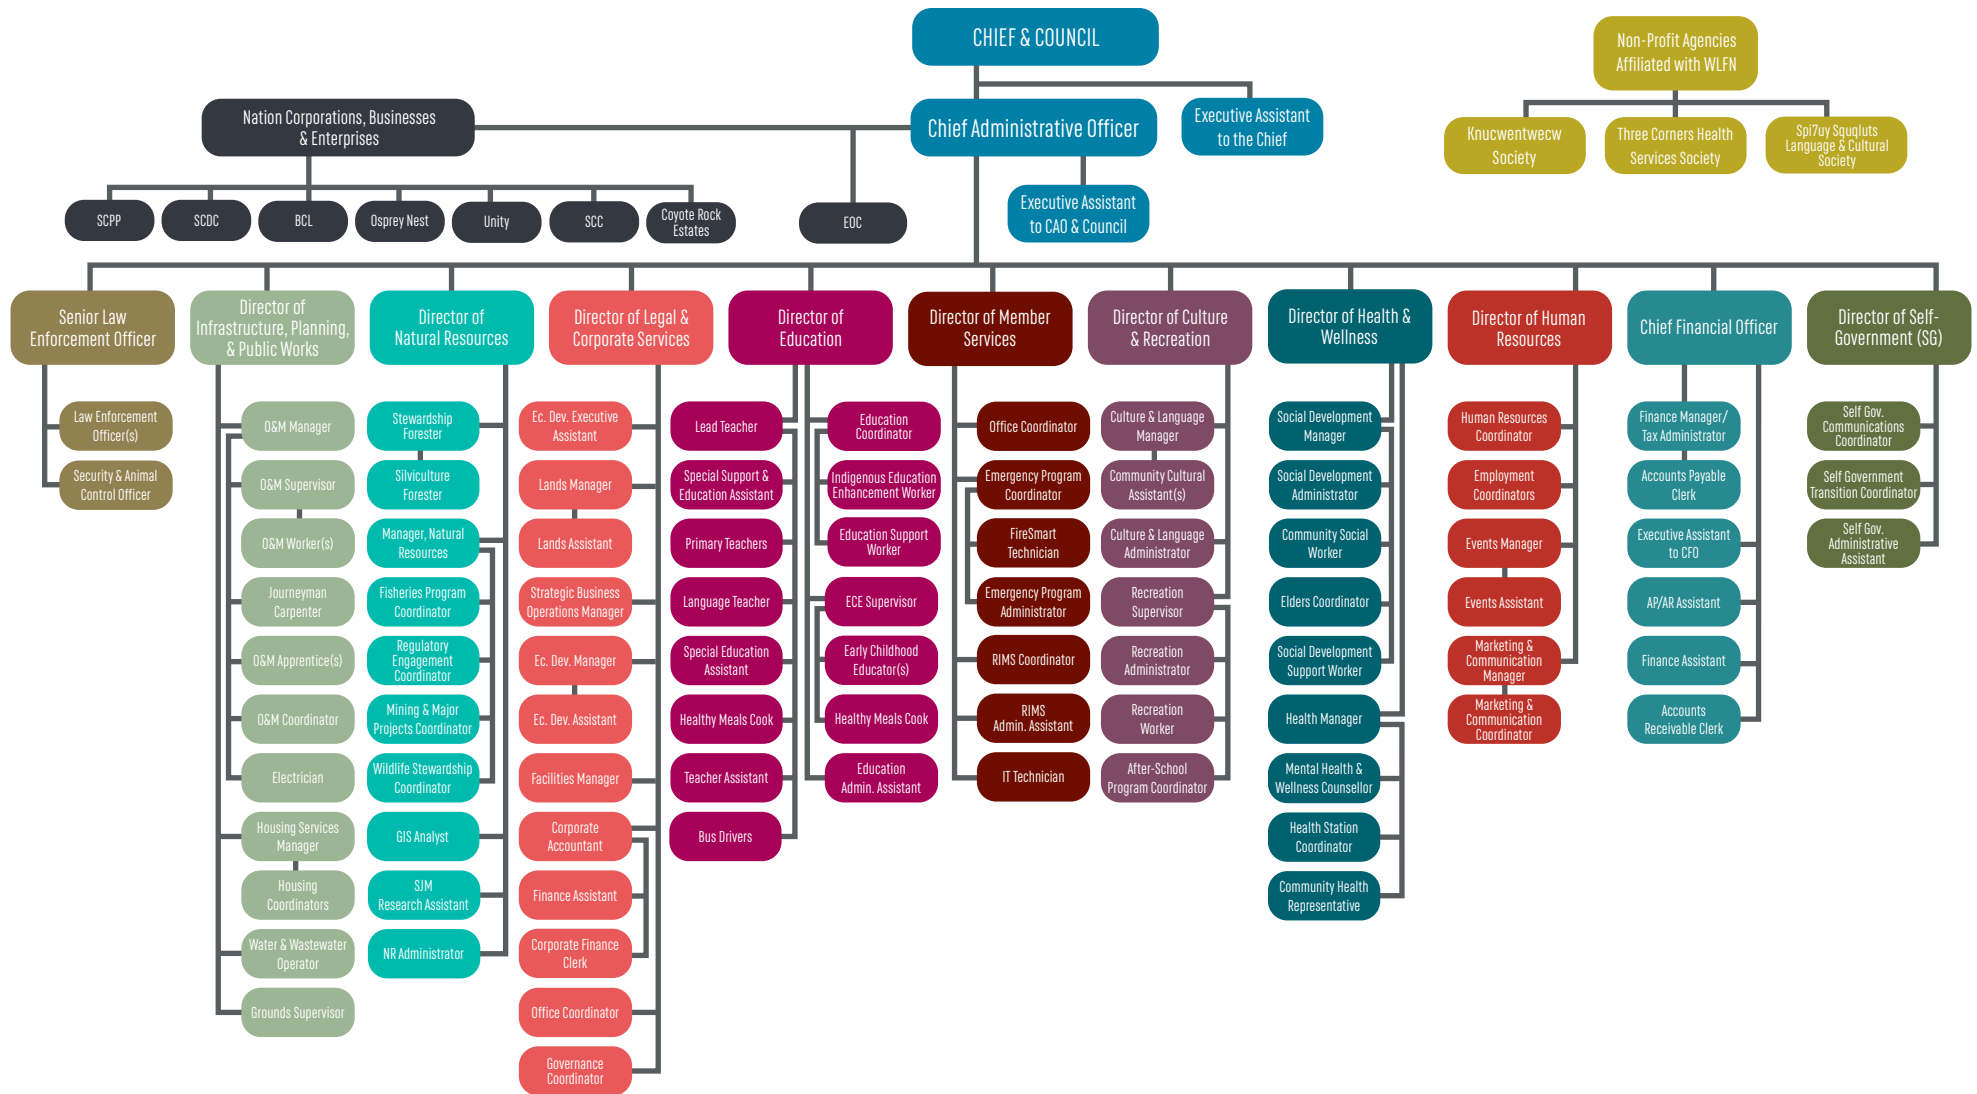 CHIEF & COUNCIL
Non-Profit Agencies
Affiliated with WLFN
Nation Corporations, Businesses
& Enterprises
Chief Administrative Officer
Executive Assistant
to the Chief
Knucwentwecw
Society
Three Corners Health
Services Society
Spi7uy Squqluts
Language & Cultural
Society
Executive Assistant
to CAO & Council
SCPP
SCDC
BCL
Osprey Nest
Unity
SCC
Coyote Rock
Estates
EOC
Senior Law
Enforcement Officer
Law Enforcement
Officer(s)
Security & Animal
Control Officer
Director of
Infrastructure, Planning,
& Public Works
O&M Manager
O&M Supervisor
O&M Worker(s)
Journeyman
Carpenter
O&M Apprentice(s)
O&M Coordinator
Electrician
Housing Services
Manager
Housing
Coordinators
Water & Wastewater
Operator
Grounds Supervisor
Director of
Natural Resources
Stewardship
Forester
Silviculture
Forester
Manager, Natural
Resources
Fisheries Program
Coordinator
Regulatory
Engagement
Coordinator
Mining & Major
Projects Coordinator
Wildlife Stewardship
Coordinator
GIS Analyst
SJM
Research Assistant
NR Administrator
Director of Legal &
Corporate Services
Ec. Dev. Executive
Assistant
Lands Manager
Lands Assistant
Strategic Business
Operations Manager
Ec. Dev. Manager
Ec. Dev. Assistant
Facilities Manager
Corporate
Accountant
Finance Assistant
Corporate Finance
Clerk
Office Coordinator
Governance
Coordinator
Director of
Education
Lead Teacher
Special Support &
Education Assistant
Primary Teachers
Language Teacher
Special Education
Assistant
Healthy Meals Cook
Teacher Assistant
Bus Drivers
Education
Coordinator
Indigenous Education
Enhancement Worker
Education Support
Worker
ECE Supervisor
Early Childhood
Educator(s)
Healthy Meals Cook
Education
Admin. Assistant
Director of Member
Services
Office Coordinator
Emergency Program
Coordinator
FireSmart
Technician
Emergency Program
Administrator
RIMS Coordinator
RIMS
Admin. Assistant
IT Technician
Director of Culture
& Recreation
Culture & Language
Manager
Community Cultural
Assistant(s)
Culture & Language
Administrator
Recreation
Supervisor
Recreation
Administrator
Recreation
Worker
After-School
Program Coordinator
Director of Health &
Wellness
Social Development
Manager
Social Development
Administrator
Community Social
Worker
Elders Coordinator
Social Development
Support Worker
Health Manager
Mental Health &
Wellness Counsellor
Health Station
Coordinator
Community Health
Representative
Director of Human
Resources
Human Resources
Coordinator
Employment
Coordinators
Events Manager
Events Assistant
Marketing &
Communication
Manager
Marketing &
Communication
Coordinator
Chief Financial Officer
Finance Manager/
Tax Administrator
Accounts Payable
Clerk
Executive Assistant
to CFO
AP/AR Assistant
Finance Assistant
Accounts
Receivable Clerk
Director of Self-
Government (SG)
Self Gov.
Communications
Coordinator
Self Government
Transition Coordinator
Self Gov.
Administrative
Assistant